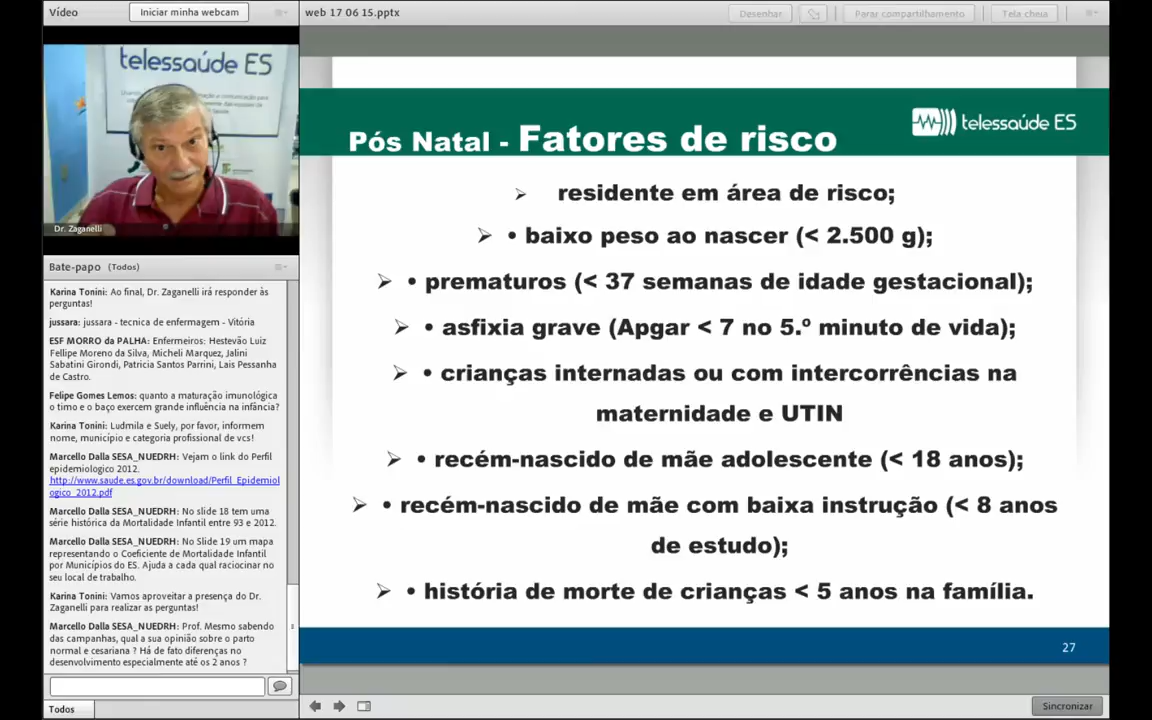 Vídeo
Iniciar minha webcam
web 17 06 15.pptx
Desenhar
Parar compartilhamento
Tela cheia
telessaúde ES
Dr. Zaganelli
Bate-papo (Todos)
Karina Tonini: Ao final, Dr. Zaganelli irá responder às
perguntas!
jussara: jussara - tecnica de enfermagem - Vitória
ESF MORRO da PALHA: Enfermeiros: Hestevão Luiz
Fellipe Moreno da Silva, Micheli Marquez, Jalini
Sabatini Girondi, Patricia Santos Parrini, Lais Pessanha
de Castro.
Felipe Gomes Lemos: quanto a maturação imunológica
o timo e o baço exercem grande influência na infância?
Karina Tonini: Ludmila e Suely, por favor, informem
nome, município e categoria profissional de vcs!
Marcello Dalla SESA_NUEDRH: Vejam o link do Perfil
epidemiologico 2012.
http://www.saude.es.gov.br/download/Perfil_Epidemiol
ogico_2012.pdf
Marcello Dalla SESA_NUEDRH: No slide 18 tem uma
série histórica da Mortalidade Infantil entre 93 e 2012.
Marcello Dalla SESA_NUEDRH: No Slide 19 um mapa
representando o Coeficiente de Mortalidade Infantil
por Municípios do ES. Ajuda a cada qual raciocinar no
seu local de trabalho.
Karina Tonini: Vamos aproveitar a presença do Dr.
Zaganelli para realizar as perguntas!
Marcello Dalla SESA_NUEDRH: Prof. Mesmo sabendo
das campanhas, qual a sua opinião sobre o parto
normal e cesariana ? Há de fato diferenças no
desenvolvimento especialmente até os 2 anos ?
Todos
Pós Natal - Fatores de risco
telessaúde ES
➢ residente em área de risco;
➢ • baixo peso ao nascer (< 2.500 g);
➢ • prematuros (< 37 semanas de idade gestacional);
➢ • asfixia grave (Apgar < 7 no 5.º minuto de vida);
➢ • crianças internadas ou com intercorrências na
maternidade e UTIN
➢ • recém-nascido de mãe adolescente (< 18 anos);
➢ • recém-nascido de mãe com baixa instrução (< 8 anos
de estudo);
➢ • história de morte de crianças < 5 anos na família.
27
Sincronizar